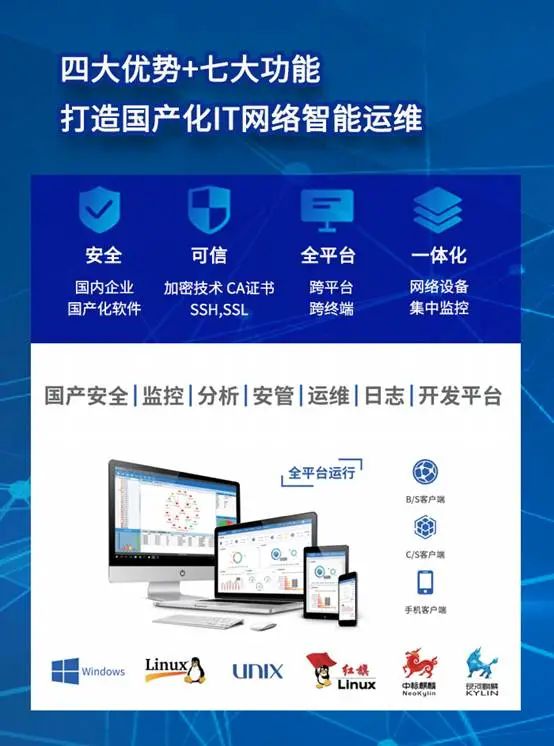 四大优势+七大功能
打造国产化IT网络智能运维
安全
可信
全平台
一体化
国内企业
国产化软件
加密技术 CA证书
SSH,SSL
跨平台
跨终端
网络设备
集中监控
国产安全|监控|分析|安管|运维|日志|开发平台
全平台运行
B/S客户端
C/S客户端
手机客户端
Windows
Linux
UNIX
红旗
Linux
中标麒麟
NeoKylin
银河麒麟
KYLIN